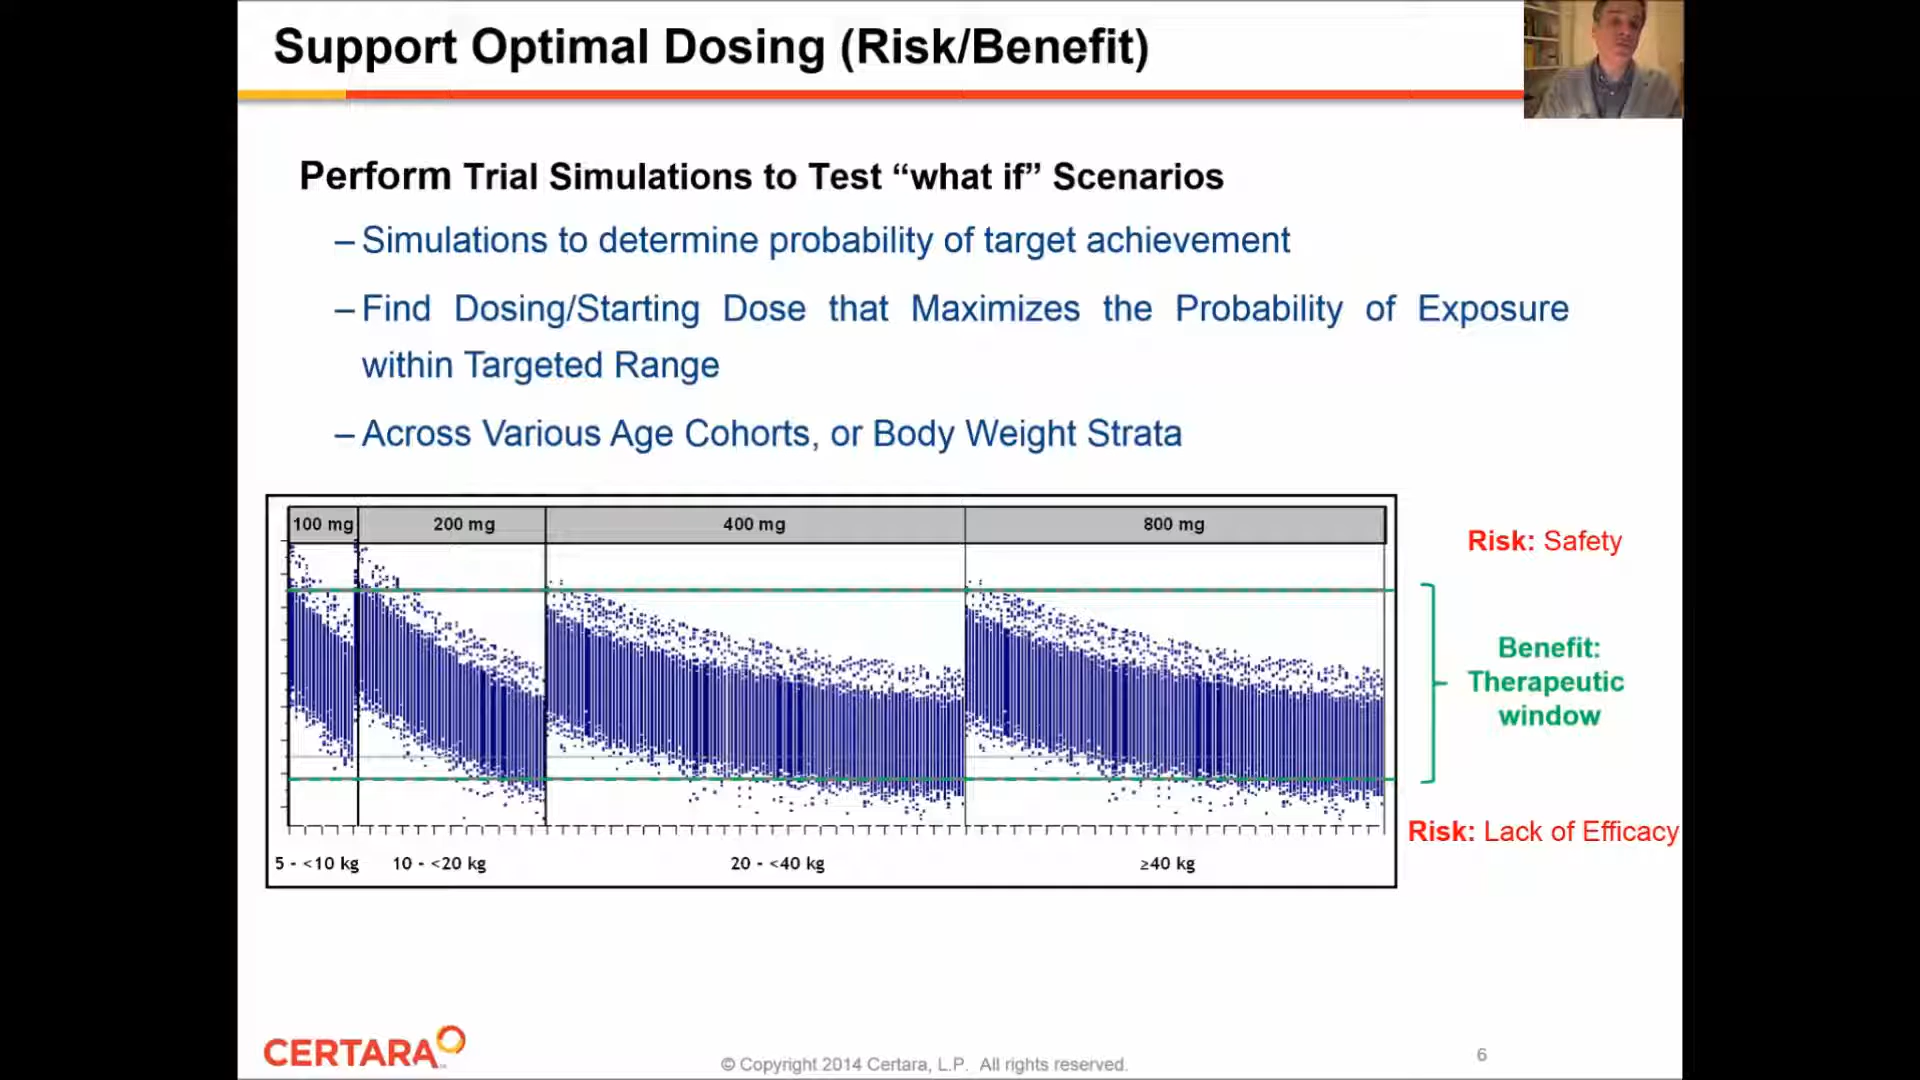 Support Optimal Dosing (Risk/Benefit)
Perform Trial Simulations to Test “what if” Scenarios
– Simulations to determine probability of target achievement
– Find Dosing/Starting Dose that Maximizes the Probability of Exposure
within Targeted Range
– Across Various Age Cohorts, or Body Weight Strata
100 mg 200 mg 400 mg 800 mg
Risk: Safety
Benefit:
Therapeutic
window
Risk: Lack of Efficacy
5 - <10 kg 10 - <20 kg 20 - <40 kg ≥40 kg
CERTARA
© Copyright 2014 Certara, L.P. All rights reserved.
6